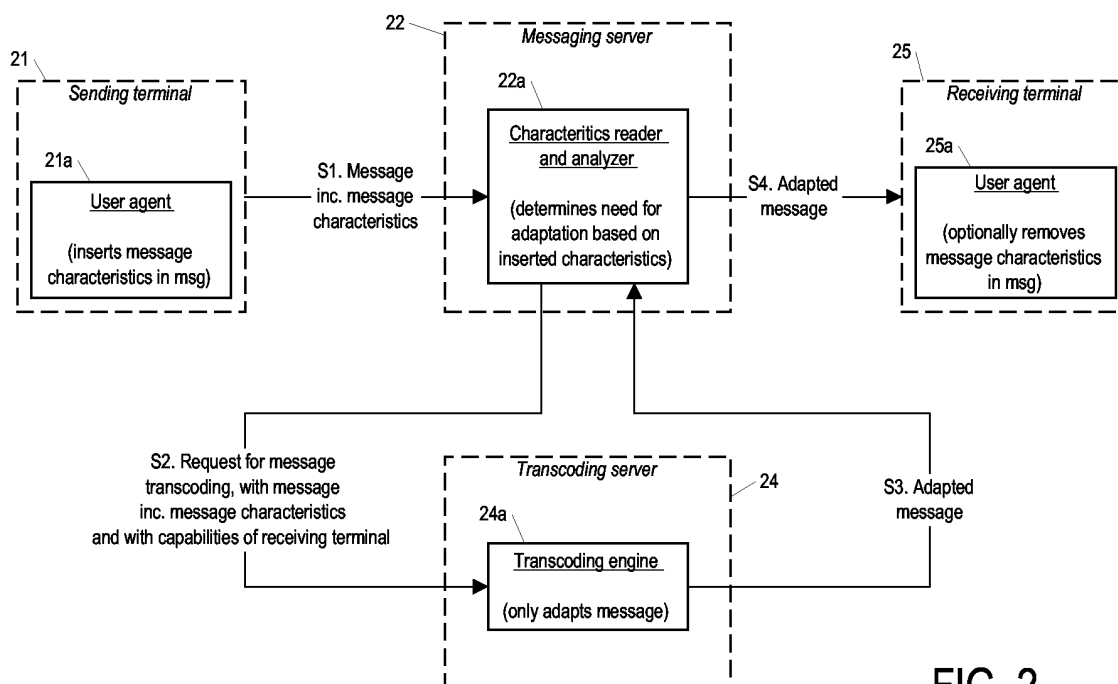 21
Sending terminal
21a
User agent
(inserts message
characteristics in msg)
S1. Message
inc. message
characteristics
22
Messaging server
22a
Characteritics reader
and analyzer
(determines need for
adaptation based on
inserted characteristics)
S4. Adapted
message
25
Receiving terminal
25a
User agent
(optionally removes
message characteristics
in msg)
S2. Request for message
transcoding, with message
inc. message characteristics
and with capabilities of receiving terminal
Transcoding server
24
24a
Transcoding engine
(only adapts message)
S3. Adapted
message
FIG. 2